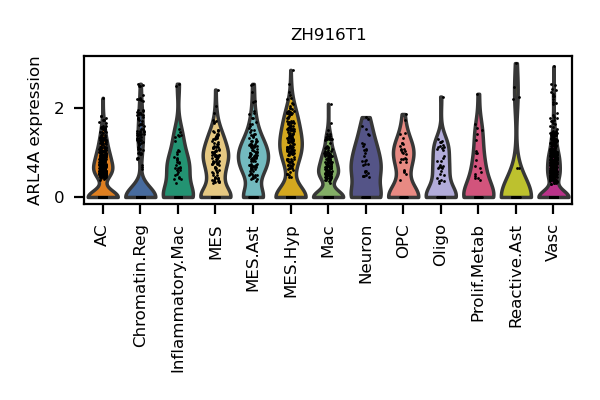 ZH916T1
ARL4A expression
2
0
AC
Chromatin.Reg
Inflammatory.Mac
MES
MES.Ast
MES.Hyp
Mac
Neuron
OPC
Oligo
Prolif.Metab
Reactive.Ast
Vasc